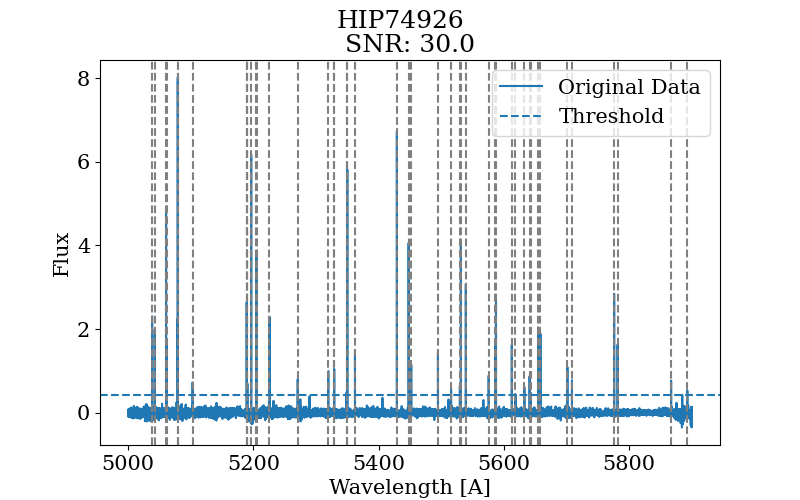 HIP74926
SNR: 30.0
Original Data
Threshold
8
6
4
2
0
Flux
5000 5200 5400 5600 5800
Wavelength [A]